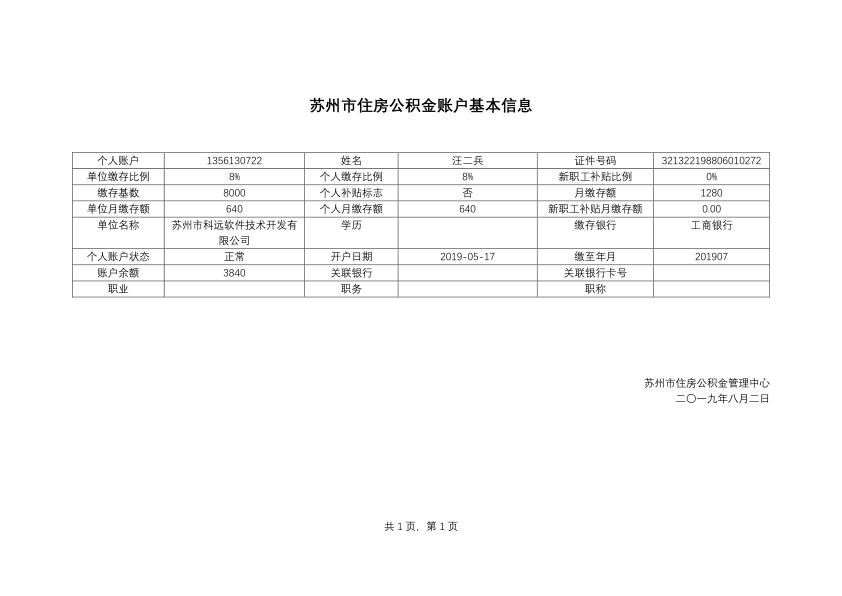 苏州市住房公积金账户基本信息
个人账户 1356130722 姓名 汪二兵 证件号码 321322198806010272
单位缴存比例 8% 个人缴存比例 8% 新职工补贴比例 0%
缴存基数 8000 个人补贴标志 否 月缴存额 1280
单位月缴存额 640 个人月缴存额 640 新职工补贴月缴存额 0.00
单位名称 苏州市科远软件技术开发有 学历 缴存银行 工商银行
限公司
个人账户状态 正常 开户日期 2019-05-17 缴至年月 201907
账户余额 3840 关联银行 关联银行卡号
职业 职务 职称
苏州市住房公积金管理中心
二〇一九年八月二日
共 1 页, 第 1 页